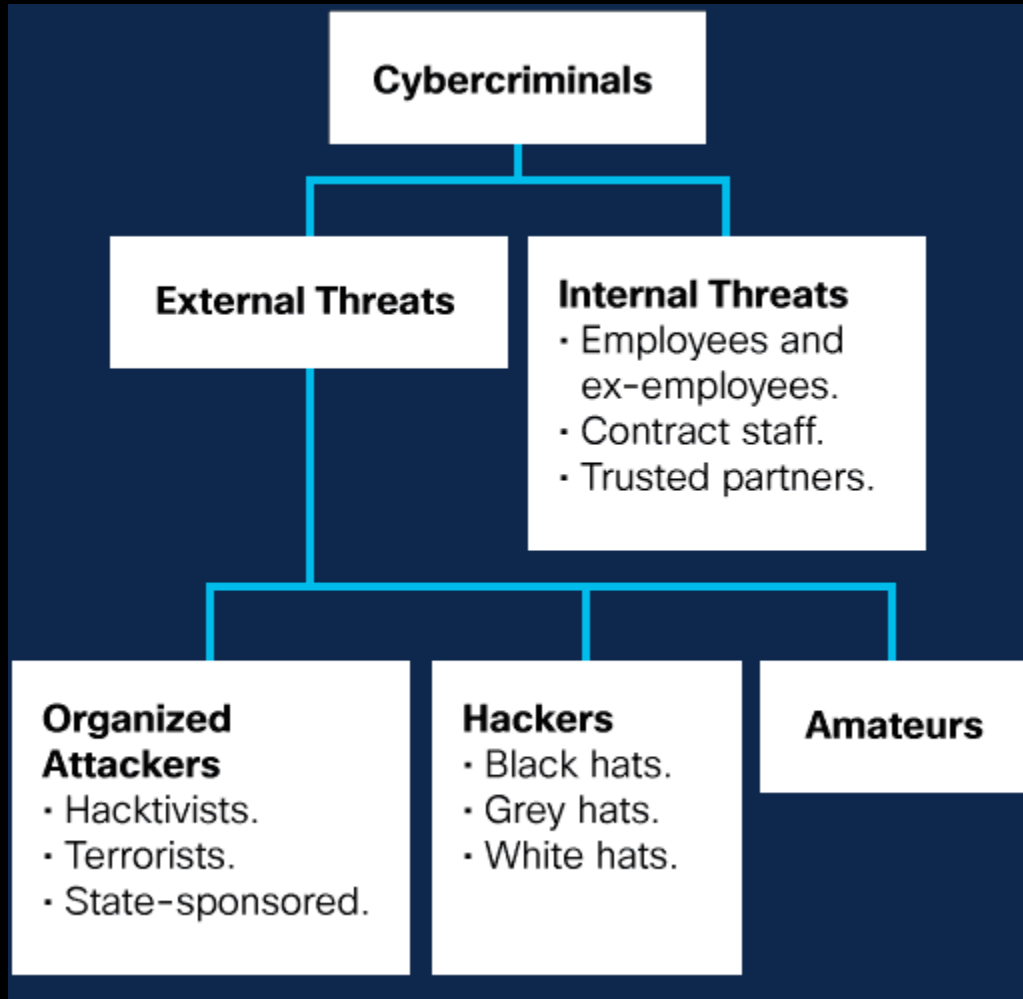 Cybercriminals
External Threats
Internal Threats
· Employees and
ex-employees.
· Contract staff.
· Trusted partners.
Organized
Attackers
· Hacktivists.
· Terrorists.
· State-sponsored.
Hackers
· Black hats.
· Grey hats.
· White hats.
Amateurs